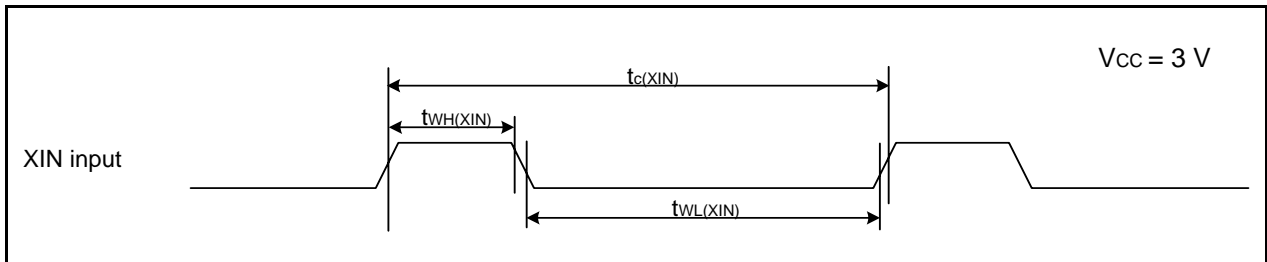 VCC = 3 V
tc(XIN)
tWH(XIN)
XIN input
tWL(XIN)